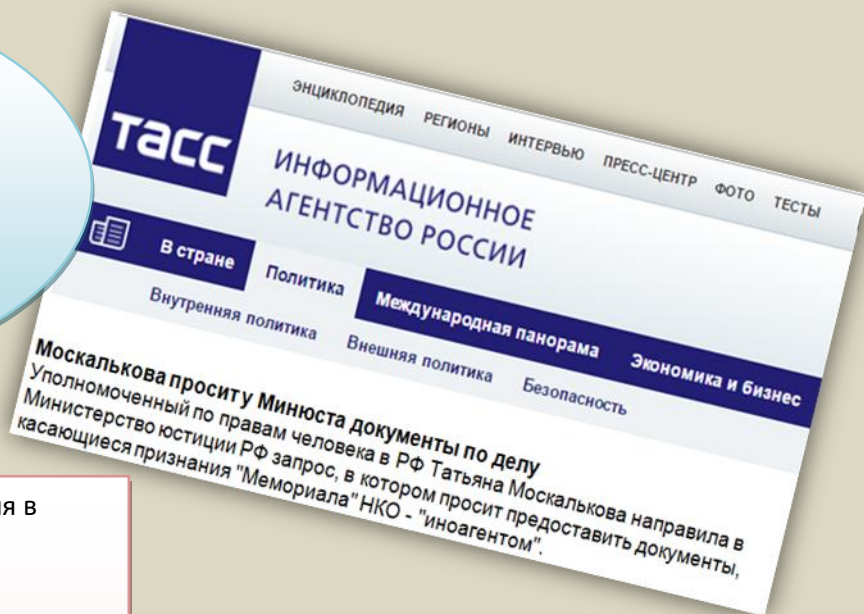 ЭНЦИКЛОПЕДИЯ РЕГИОНЫ ИНТЕРВЬЮ ПРЕСС-ЦЕНТР ФОТО ТЕСТЫ
тасс
ИНФОРМАЦИОННОЕ
АГЕНТСТВО РОССИИ
В стране Политика Международная панорама Экономика и бизнес
Внутренняя политика Внешняя политика Безопасность
Москалькова просит у Минюста документы по делу
Уполномоченный по правам человека в РФ Татьяна Москалькова направила в
Министерство юстиции РФ запрос, в котором просит предоставить документы,
касающиеся признания "Мемориала" НКО - "иноагентом".
в